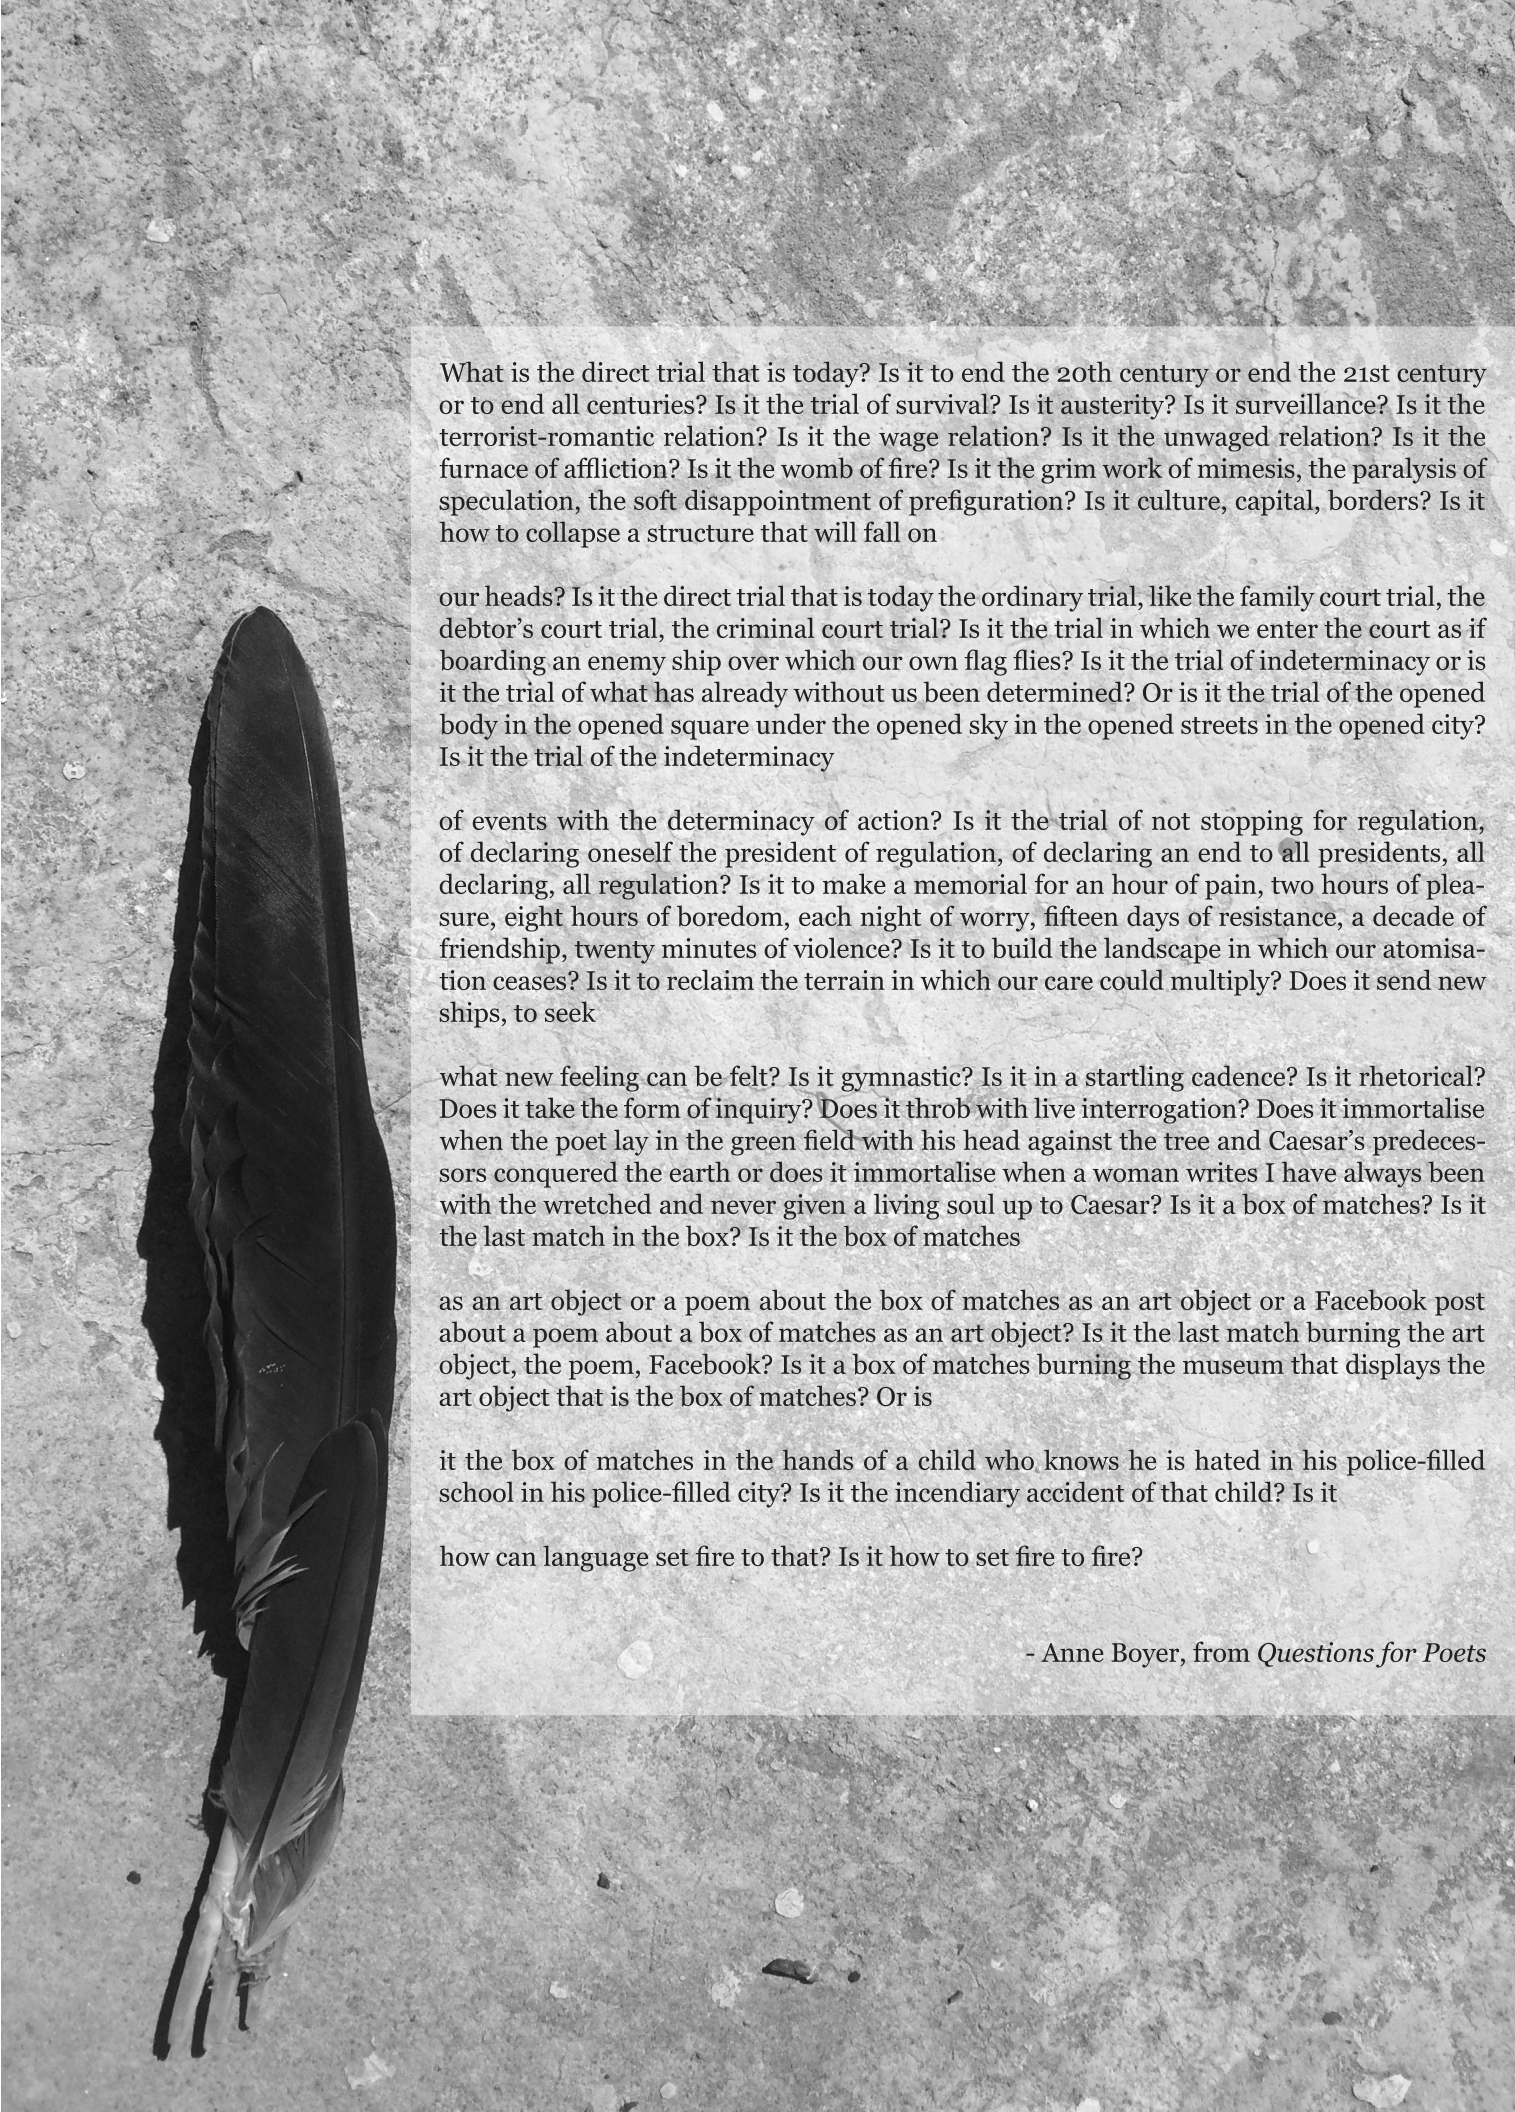 What is the direct trial that is today? Is it to end the 20th century or end the 21st century
or to end all centuries? Is it the trial of survival? Is it austerity? Is it surveillance? Is it the
terrorist-romantic relation? Is it the wage relation? Is it the unwaged relation? Is it the
furnace of affliction? Is it the womb of fire? Is it the grim work of mimesis, the paralysis of
speculation, the soft disappointment of prefiguration? Is it culture, capital, borders? Is it
how to collapse a structure that will fall on
our heads? Is it the direct trial that is today the ordinary trial, like the family court trial, the
debtor’s court trial, the criminal court trial? Is it the trial in which we enter the court as if
boarding an enemy ship over which our own flag flies? Is it the trial of indeterminacy or is
it the trial of what has already without us been determined? Or is it the trial of the opened
body in the opened square under the opened sky in the opened streets in the opened city?
Is it the trial of the indeterminacy
of events with the determinacy of action? Is it the trial of not stopping for regulation,
of declaring oneself the president of regulation, of declaring an end to all presidents, all
declaring, all regulation? Is it to make a memorial for an hour of pain, two hours of plea-
sure, eight hours of boredom, each night of worry, fifteen days of resistance, a decade of
friendship, twenty minutes of violence? Is it to build the landscape in which our atomisa-
tion ceases? Is it to reclaim the terrain in which our care could multiply? Does it send new
ships, to seek
what new feeling can be felt? Is it gymnastic? Is it in a startling cadence? Is it rhetorical?
Does it take the form of inquiry? Does it throb with live interrogation? Does it immortalise
when the poet lay in the green field with his head against the tree and Caesar’s predeces-
sors conquered the earth or does it immortalise when a woman writes I have always been
with the wretched and never given a living soul up to Caesar? Is it a box of matches? Is it
the last match in the box? Is it the box of matches
as an art object or a poem about the box of matches as an art object or a Facebook post
about a poem about a box of matches as an art object? Is it the last match burning the art
object, the poem, Facebook? Is it a box of matches burning the museum that displays the
art object that is the box of matches? Or is
it the box of matches in the hands of a child who knows he is hated in his police-filled
school in his police-filled city? Is it the incendiary accident of that child? Is it
how can language set fire to that? Is it how to set fire to fire?
- Anne Boyer, from Questions for Poets